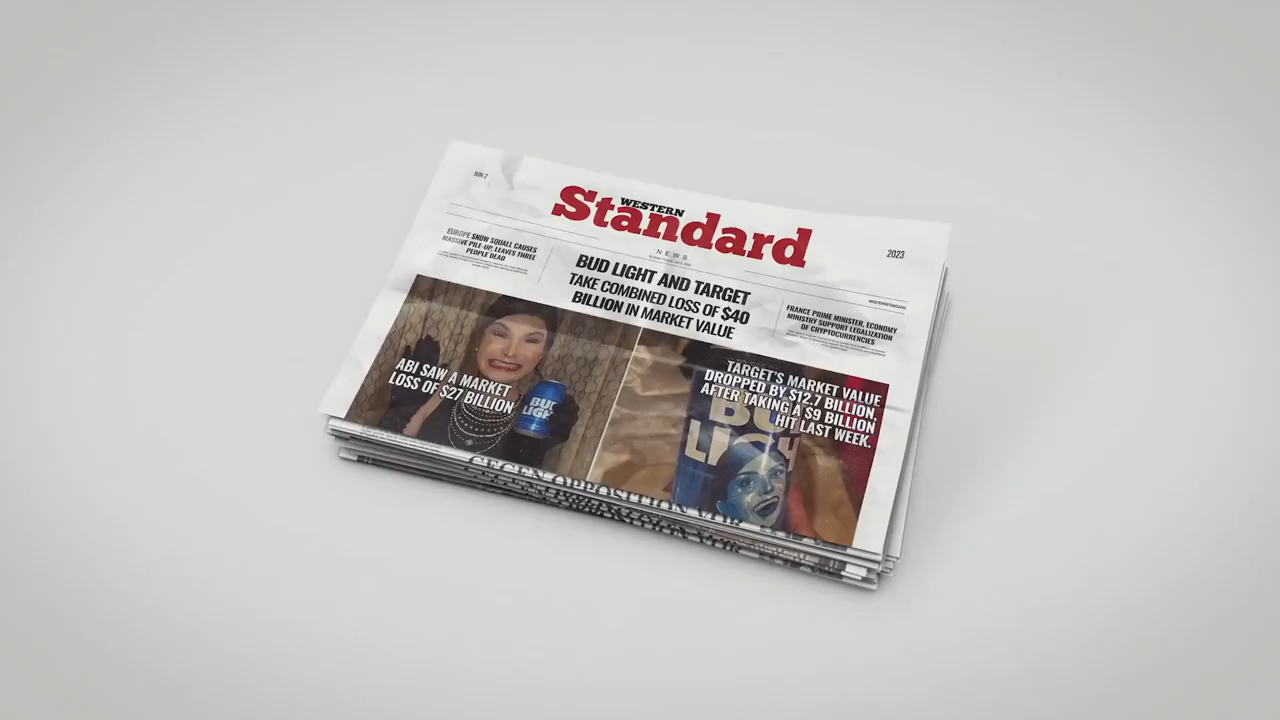 JUN 2
WESTERN
Standard
2023
NEWS
WESTERNSTANDARD
EUROPE SNOW SQUALL CAUSES
MASSIVE PILE-UP, LEAVES THREE
PEOPLE DEAD
BUD LIGHT AND TARGET
TAKE COMBINED LOSS OF $40
BILLION IN MARKET VALUE
FRANCE PRIME MINISTER, ECONOMY
MINISTRY SUPPORT LEGALIZATION
OF CRYPTOCURRENCIES
ABI SAW A MARKET
LOSS OF $27 BILLION
BUD
LIGHT
TARGET'S MARKET VALUE
DROPPED BY $12.7 BILLION,
AFTER TAKING A $9 BILLION
HIT LAST WEEK.